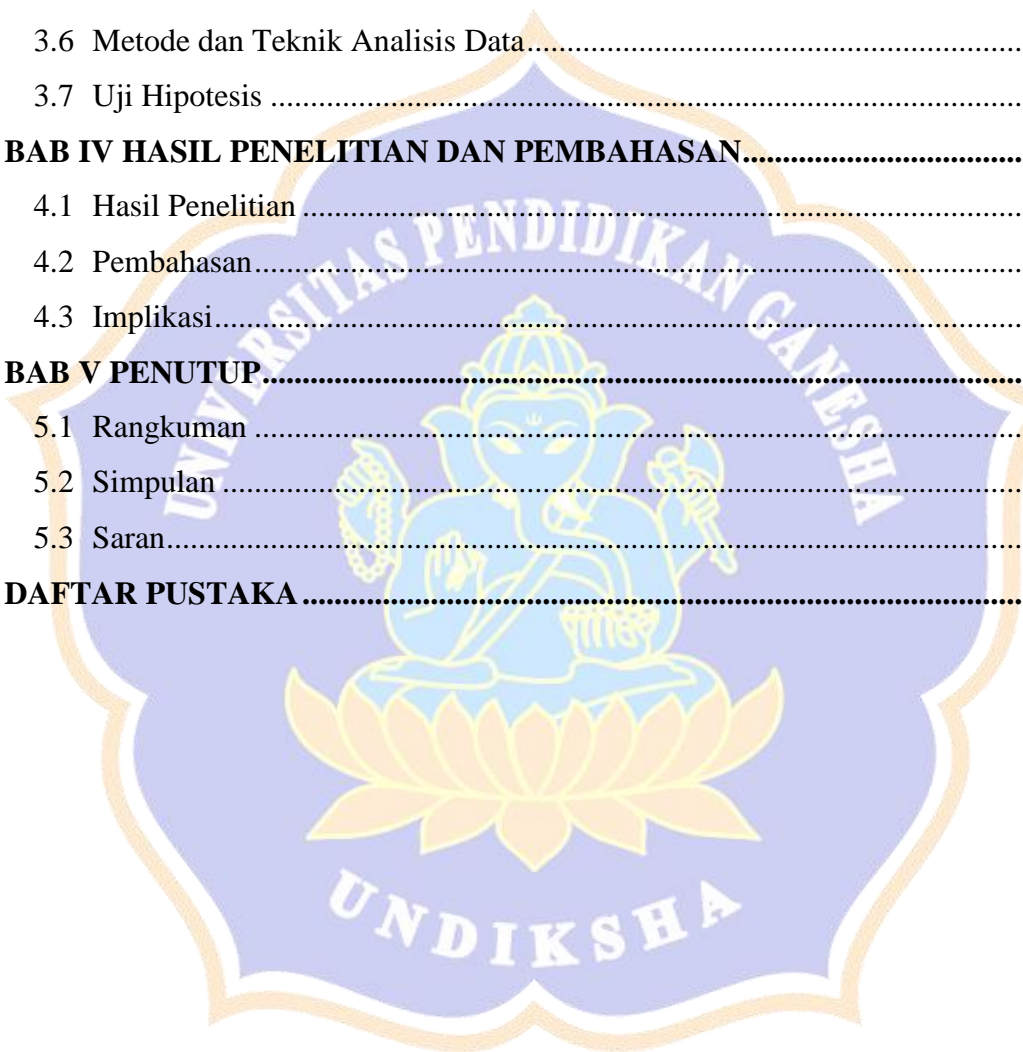 3.6 Metode dan Teknik Analisis Data................................................................
3.7 Uji Hipotesis ................................................................
BAB IV HASIL PENELITIAN DAN PEMBAHASAN...................................
4.1 Hasil Penelitian ................................................................
4.2 Pembahasan................................................................
4.3 Implikasi................................................................
BAB V PENUTUP................................................................
5.1 Rangkuman ................................................................
5.2 Simpulan ................................................................
5.3 Saran................................................................
DAFTAR PUSTAKA ................................................................
UNIVERSITAS PENDIDIKAN GANESHA
UNDIKSHA